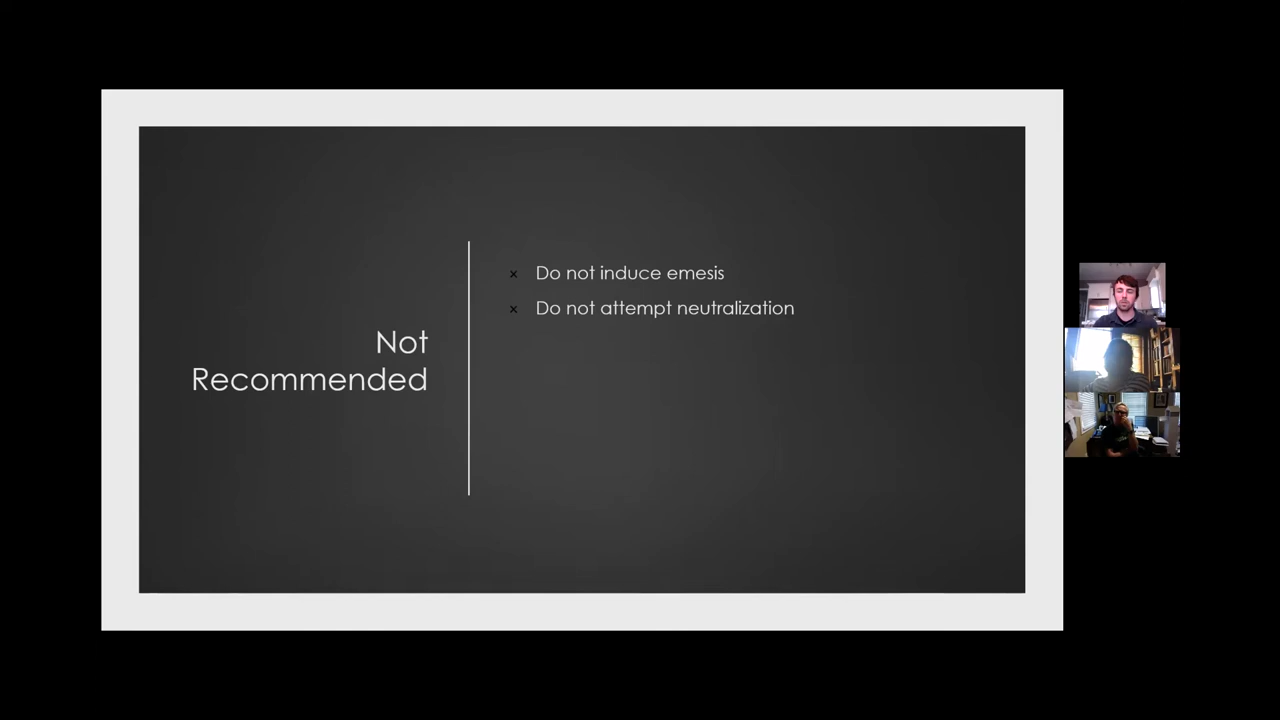 Not
Recommended
Do not induce emesis
Do not attempt neutralization